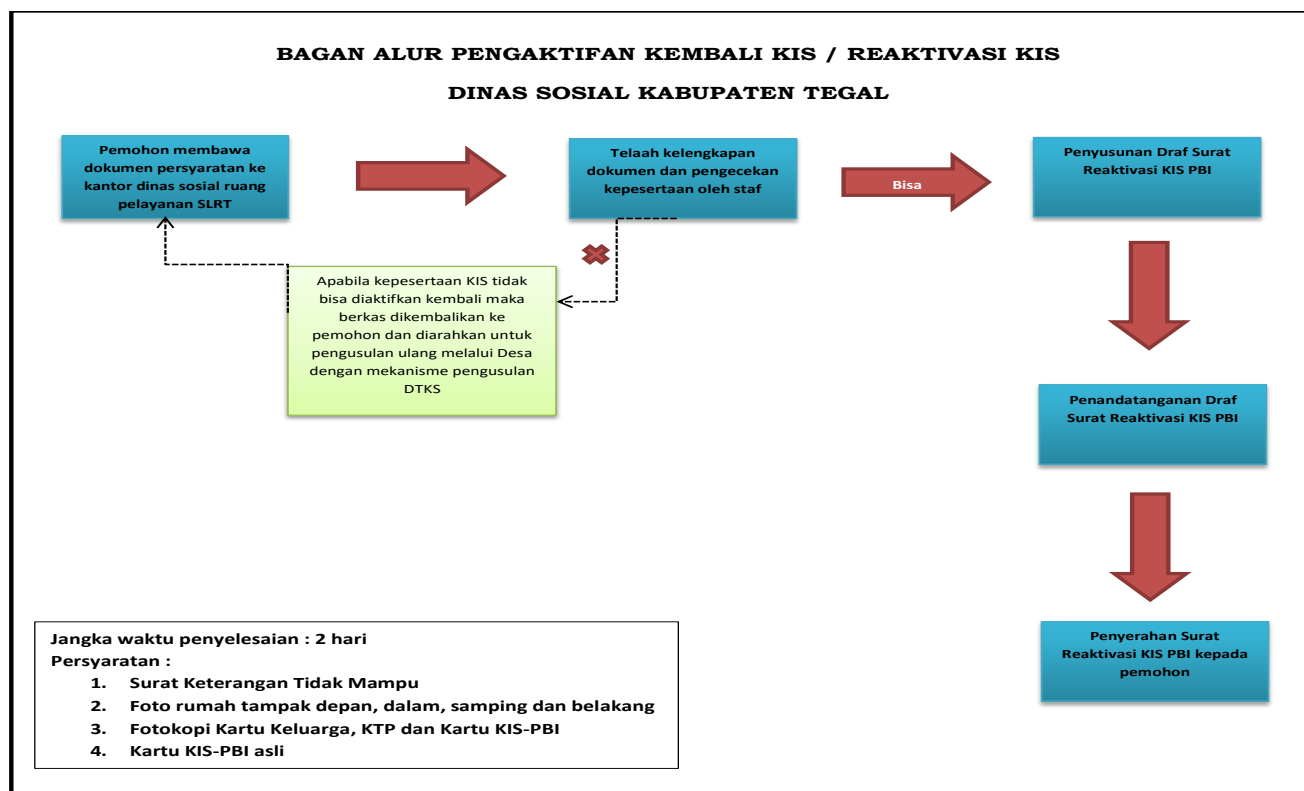 BAGAN ALUR PENGAKTIFAN KEMBALI KIS / REAKTIVASI KIS
DINAS SOSIAL KABUPATEN TEGAL
Pemohon membawa
dokumen persyaratan ke
kantor dinas sosial ruang
pelayanan SLRT
Telaah kelengkapan
dokumen dan pengecekan
kepesertaan oleh staf
Bisa
Penyusunan Draf Surat
Reaktivasi KIS PBI
Apabila kepesertaan KIS tidak
bisa diaktifkan kembali maka
berkas dikembalikan ke
pemohon dan diarahkan untuk
pengusulan ulang melalui Desa
dengan mekanisme pengusulan
DTKS
Penandatanganan Draf
Surat Reaktivasi KIS PBI
Penyerahan Surat
Reaktivasi KIS PBI kepada
pemohon
Jangka waktu penyelesaian : 2 hari
Persyaratan :
1. Surat Keterangan Tidak Mampu
2. Foto rumah tampak depan, dalam, samping dan belakang
3. Fotokopi Kartu Keluarga, KTP dan Kartu KIS-PBI
4. Kartu KIS-PBI asli